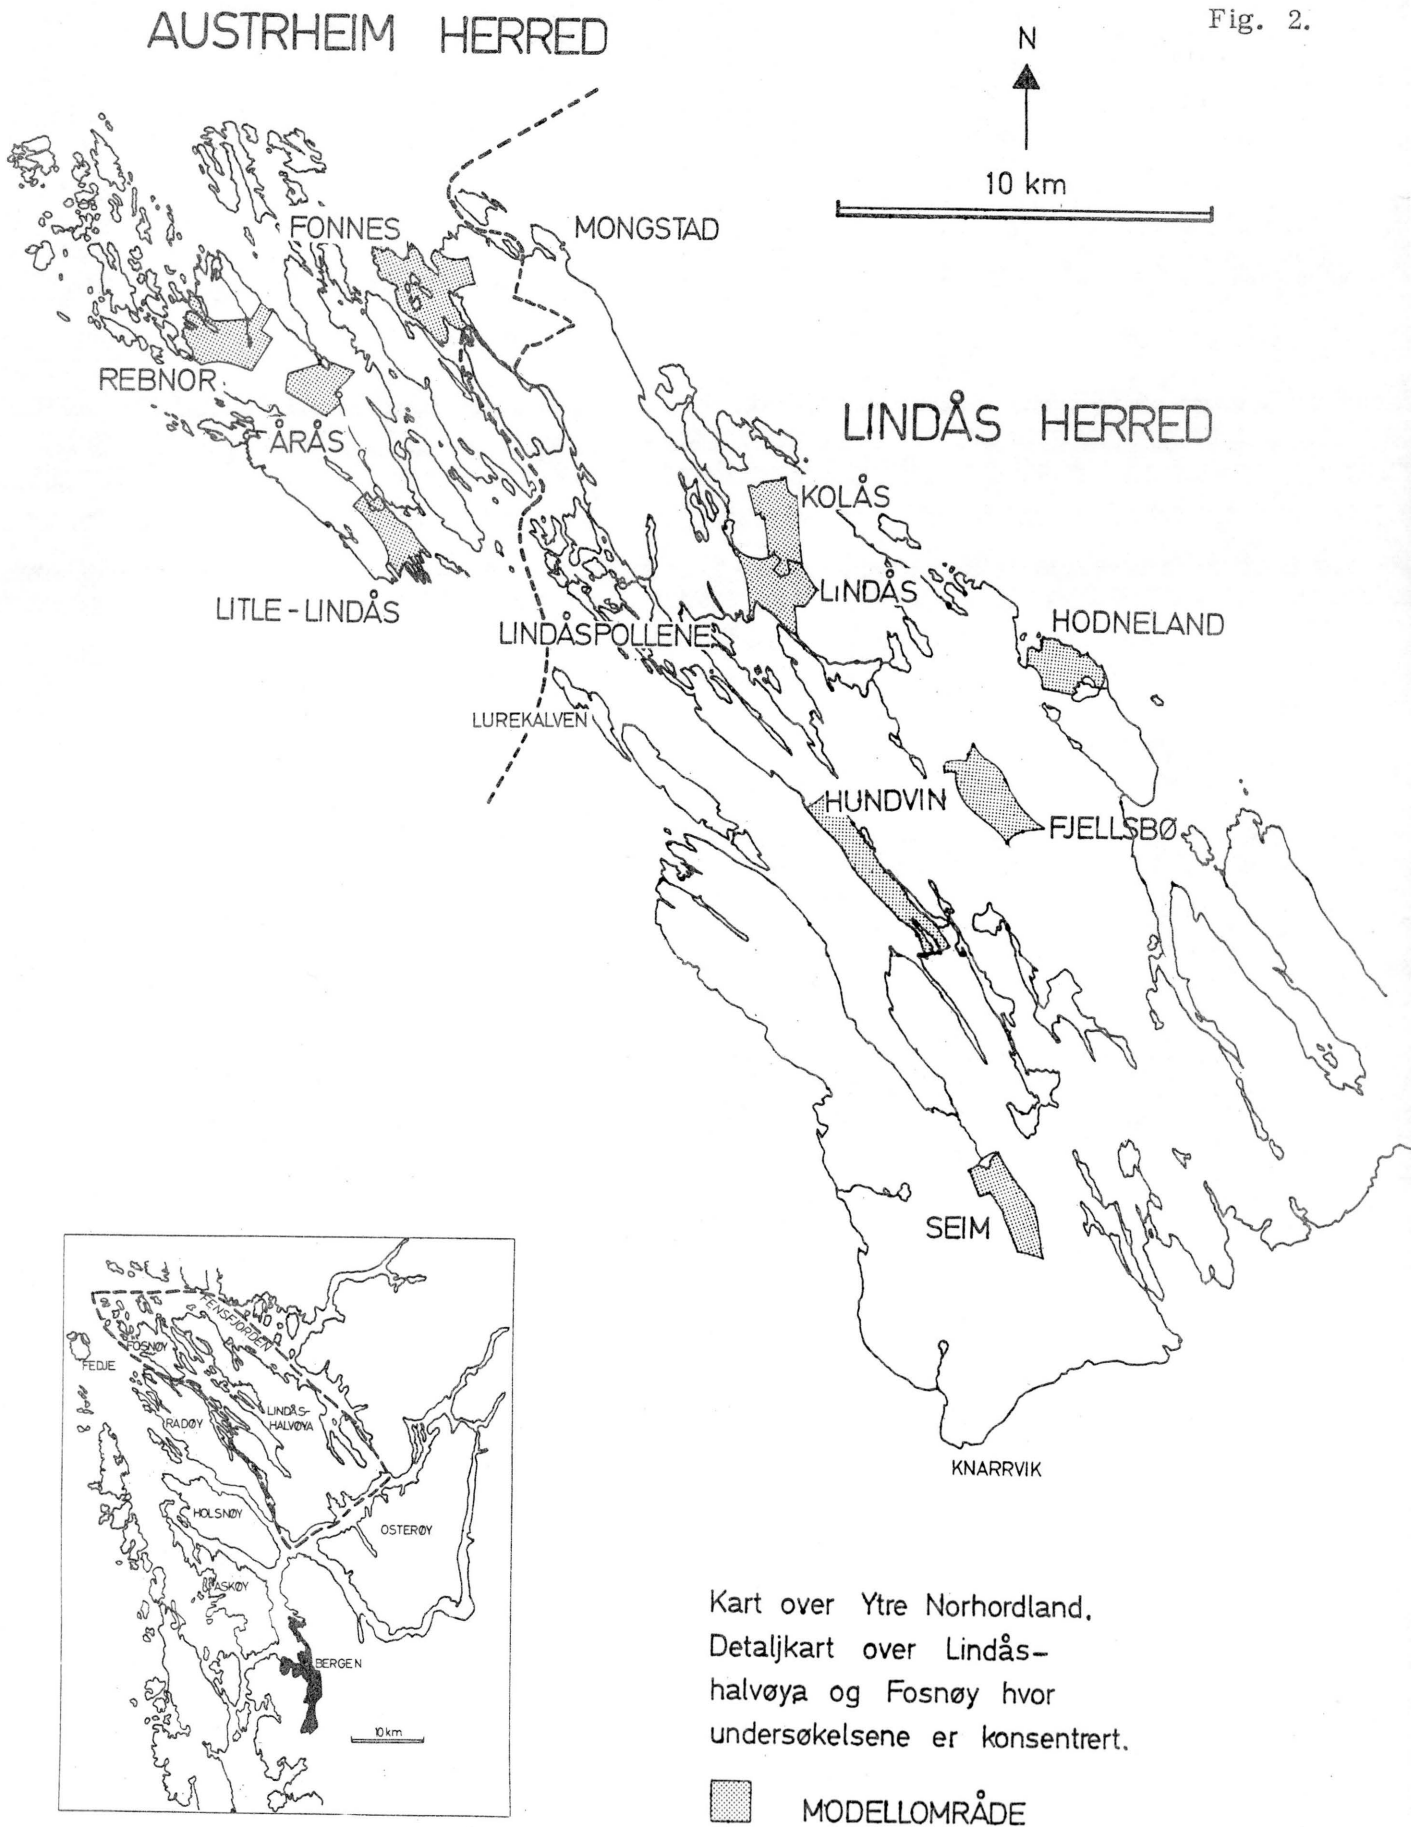 AUSTRHEIM HERRED
Fig. 2.
N
10 km
FONNES
MONGSTAD
REBNOR
ÅRÅS
LINDÅS HERRED
KOLÅS
LINDÅS
LITLE-LINDÅS
LINDÅSPOLLENE
HODNELAND
LUREKALVEN
HUNDVIN
FJELLSBØ
SEIM
KNARRVIK
FENSFJORDEN
FOSNØY
FEDJE
RADØY
LINDÅS-
HALVØYA
HOLSNØY
OSTERØY
ASKØY
BERGEN
10 km
Kart over Ytre Norhordland.
Detaljkart over Lindås-
halvøya og Fosnøy hvor
undersøkelsene er konsentrert.
MODELLOMRÅDE